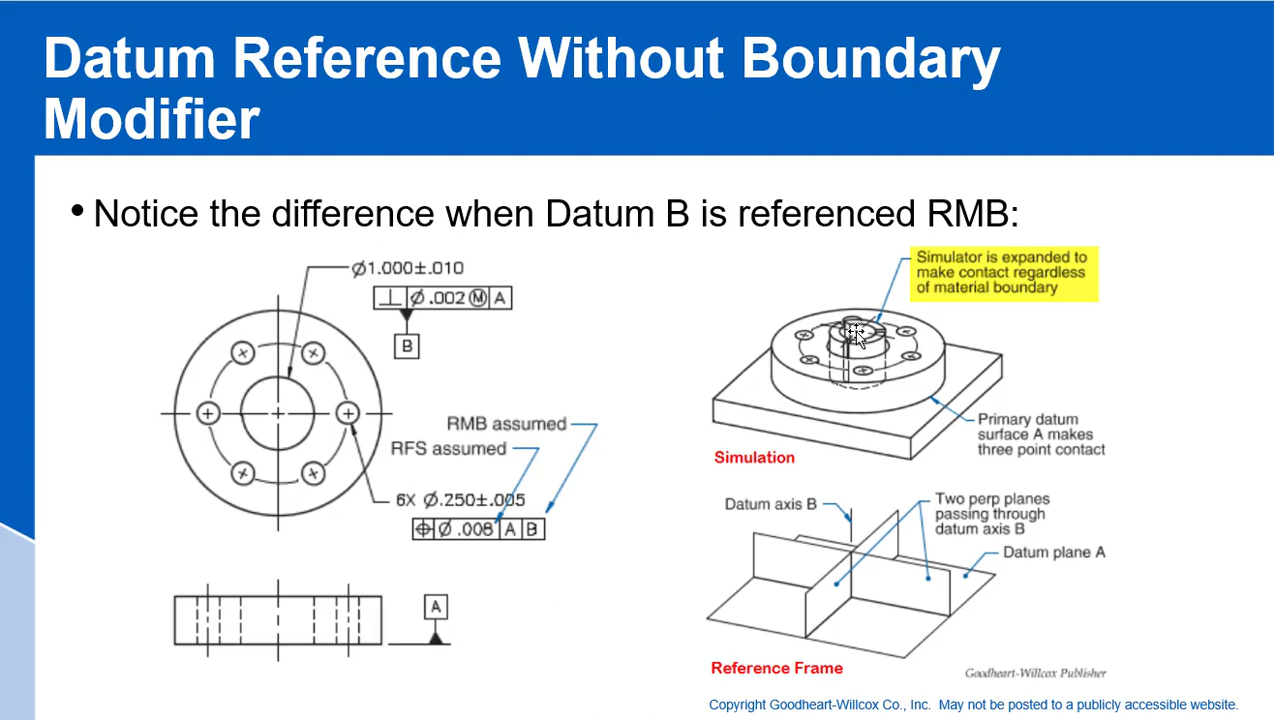 Datum Reference Without Boundary
Modifier
• Notice the difference when Datum B is referenced RMB:
Ø1.000±.010
⟂ Ø.002 Ⓜ A
B
RMB assumed
RFS assumed
6X Ø.250±.005
⌖ Ø.008 A B
A
Simulator is expanded to
make contact regardless
of material boundary
Primary datum
surface A makes
three point contact
Simulation
Datum axis B
Two perp planes
passing through
datum axis B
Datum plane A
Reference Frame
Goodheart-Willcox Publisher
Copyright Goodheart-Willcox Co., Inc. May not be posted to a publicly accessible website.